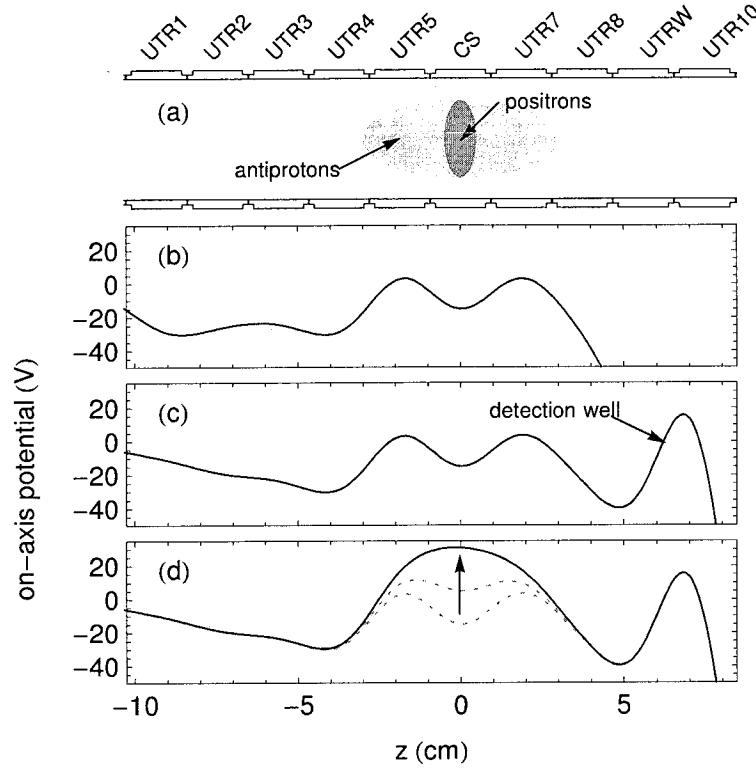 UTR1 UTR2 UTR3 UTR4 UTR5 CS UTR7 UTR8 UTRW UTR10
(a)
positrons
antiprotons
(b)
20
0
−20
−40
(c)
detection well
20
0
−20
−40
(d)
20
0
−20
−40
on−axis potential (V)
−10 −5 0 5
z (cm)